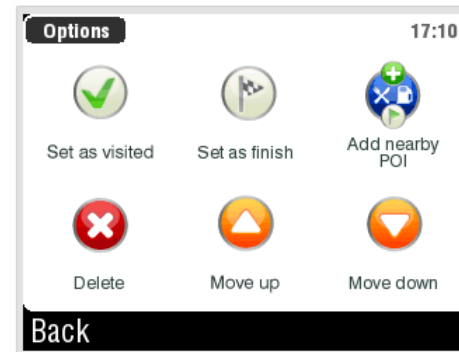 Options 17:10
Set as visited
Set as finish
Add nearby
POI
Delete
Move up
Move down
Back